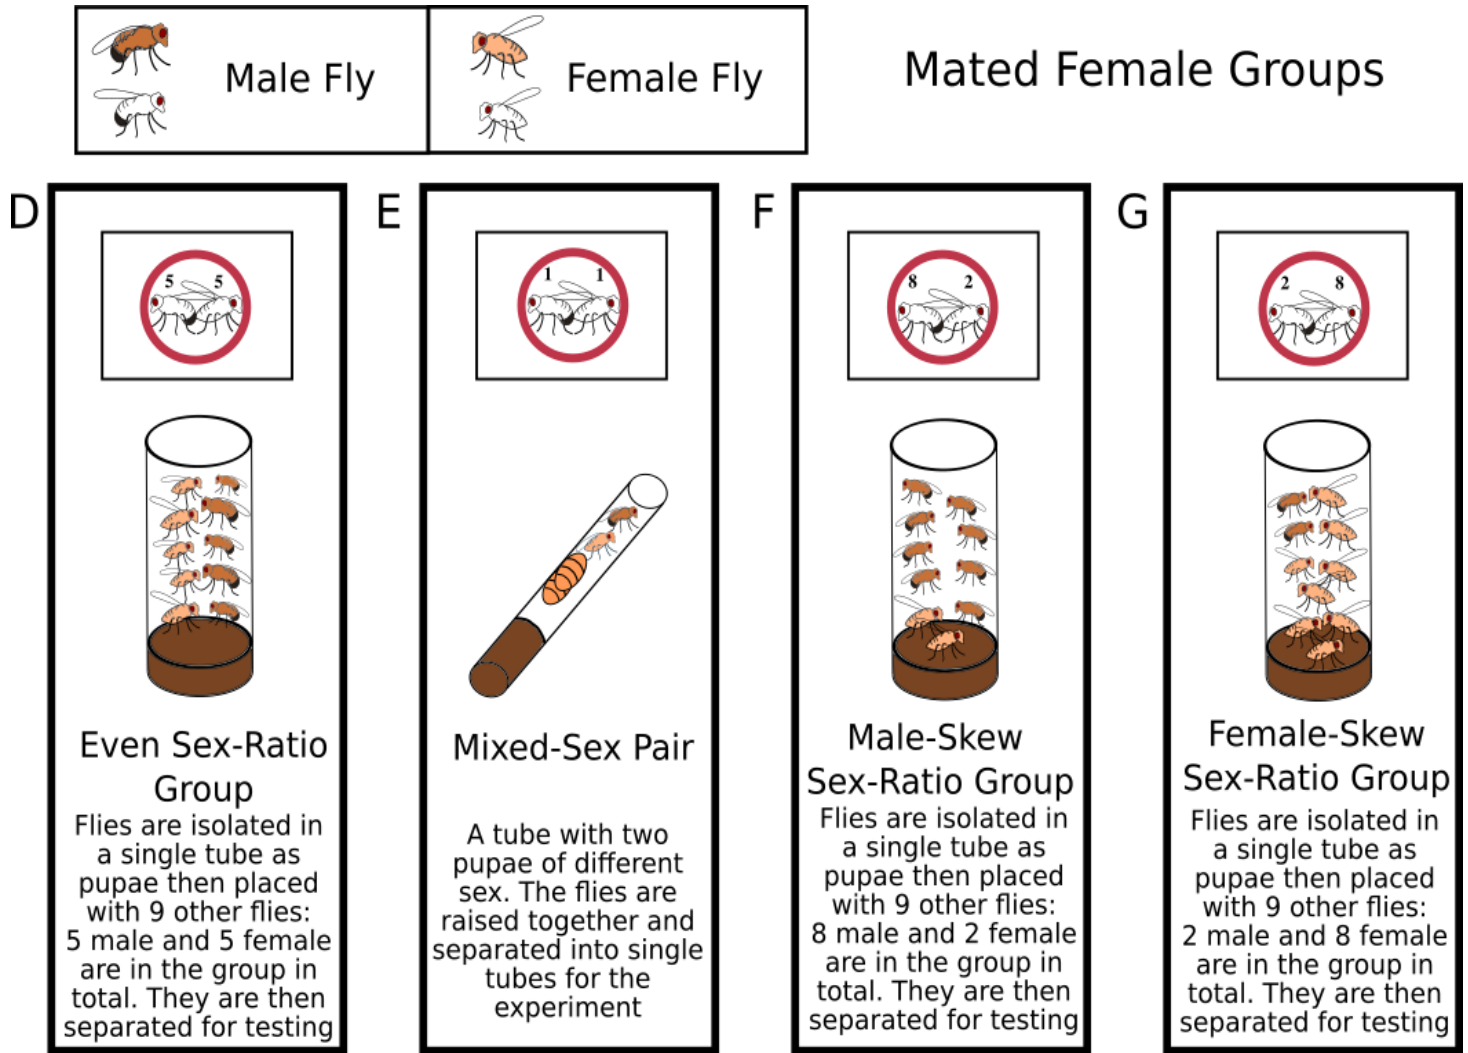 Male Fly
Female Fly
Mated Female Groups
D
5 5
Even Sex-Ratio
Group
Flies are isolated in
a single tube as
pupae then placed
with 9 other flies:
5 male and 5 female
are in the group in
total. They are then
separated for testing
E
1 1
Mixed-Sex Pair
A tube with two
pupae of different
sex. The flies are
raised together and
separated into single
tubes for the
experiment
F
8 2
Male-Skew
Sex-Ratio Group
Flies are isolated in
a single tube as
pupae then placed
with 9 other flies:
8 male and 2 female
are in the group in
total. They are then
separated for testing
G
2 8
Female-Skew
Sex-Ratio Group
Flies are isolated in
a single tube as
pupae then placed
with 9 other flies:
2 male and 8 female
are in the group in
total. They are then
separated for testing